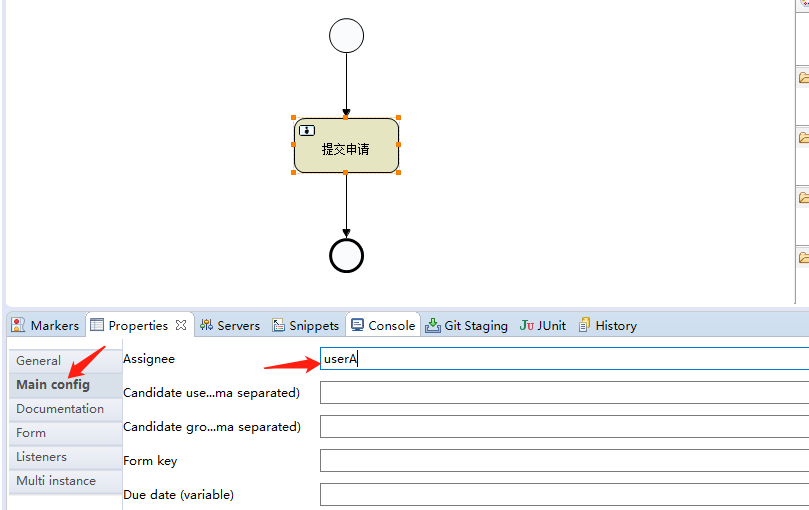 提交申请
Markers
Properties
Servers
Snippets
Console
Git Staging
JUnit
History
General
Main config
Documentation
Form
Listeners
Multi instance
Assignee
userA
Candidate use...ma separated)
Candidate gro...ma separated)
Form key
Due date (variable)